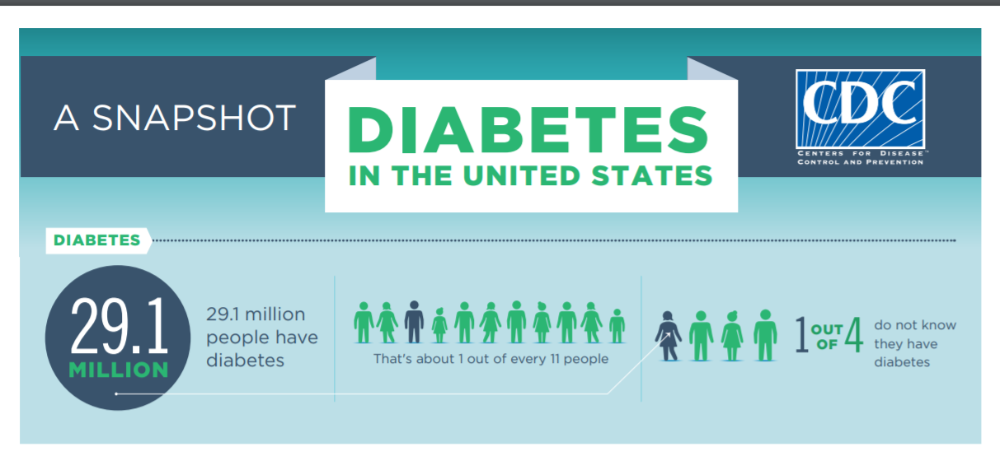 A SNAPSHOT
DIABETES
IN THE UNITED STATES
CDC
CENTERS FOR DISEASE™
CONTROL AND PREVENTION
DIABETES
29.1
MILLION
29.1 million
people have
diabetes
That's about 1 out of every 11 people
1 OUT OF 4
do not know
they have
diabetes